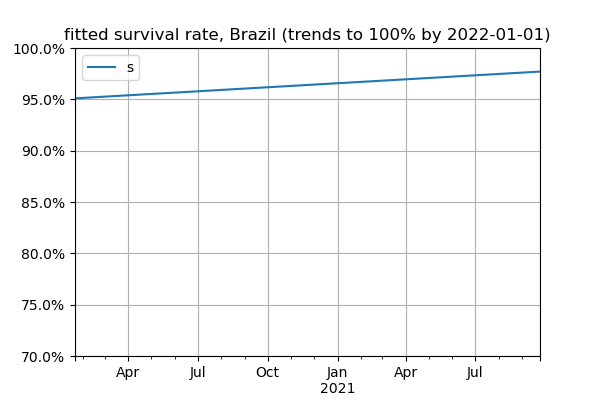 fitted survival rate, Brazil (trends to 100% by 2022-01-01)
100.0%
s
95.0%
90.0%
85.0%
80.0%
75.0%
70.0%
Apr Jul Oct Jan Apr Jul
2021